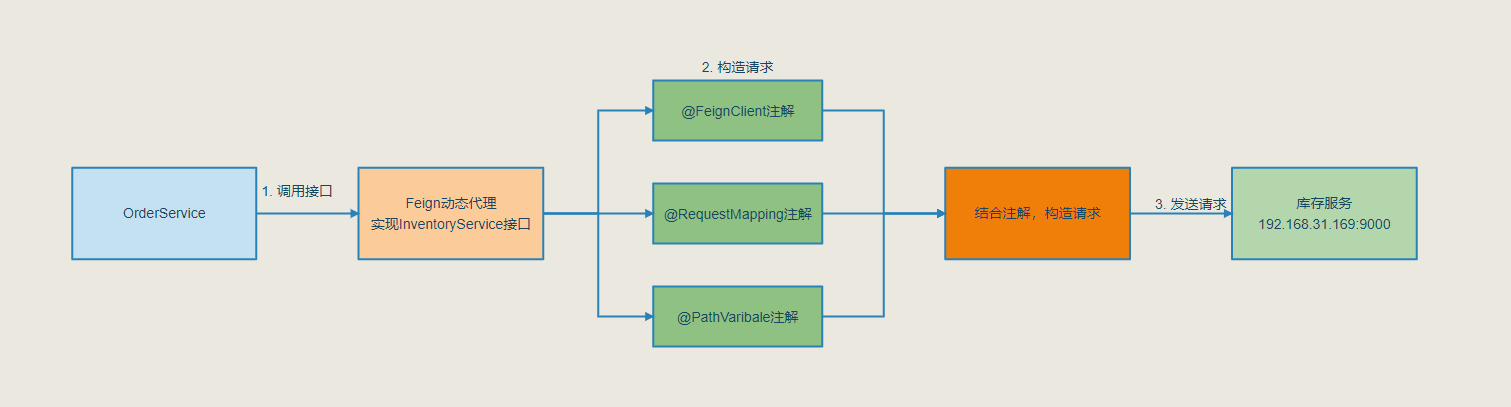 2. 构造请求
@FeignClient注解
OrderService
1. 调用接口
Feign动态代理
实现InventoryService接口
@RequestMapping注解
结合注解，构造请求
3. 发送请求
库存服务
192.168.31.169:9000
@PathVaribale注解